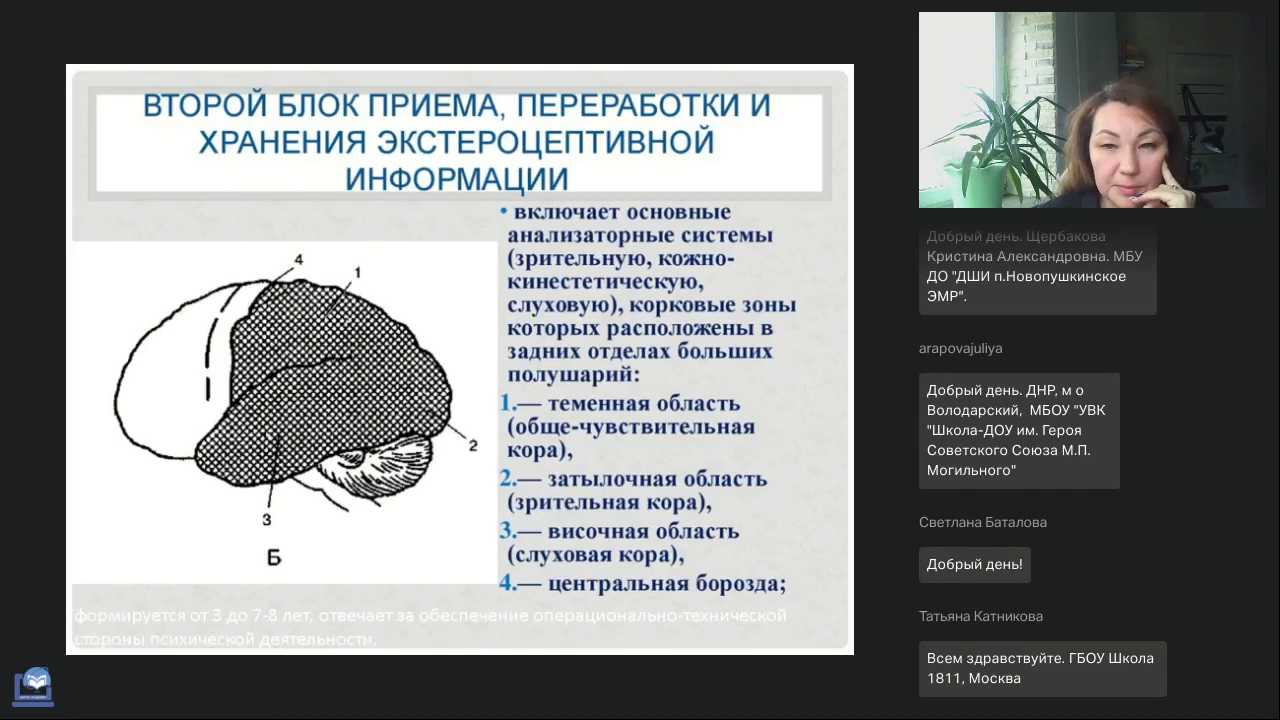 ВТОРОЙ БЛОК ПРИЕМА, ПЕРЕРАБОТКИ И
ХРАНЕНИЯ ЭКСТЕРОЦЕПТИВНОЙ
ИНФОРМАЦИИ
• включает основные
анализаторные системы
(зрительную, кожно-
кинестетическую,
слуховую), корковые зоны
которых расположены в
задних отделах больших
полушарий:
1.— теменная область
(обще-чувствительная
кора),
2.— затылочная область
(зрительная кора),
3.— височная область
(слуховая кора),
4.— центральная борозда;
4
1
2
3
Б
формируется от 3 до 7-8 лет, отвечает за обеспечение операционально-технической
стороны психической деятельности.
Добрый день. Щербакова
Кристина Александровна. МБУ
ДО "ДШИ п.Новопушкинское
ЭМР".
arapovajuliya
Добрый день. ДНР, м о
Володарский, МБОУ "УВК
"Школа-ДОУ им. Героя
Советского Союза М.П.
Могильного"
Светлана Баталова
Добрый день!
Татьяна Катникова
Всем здравствуйте. ГБОУ Школа
1811, Москва